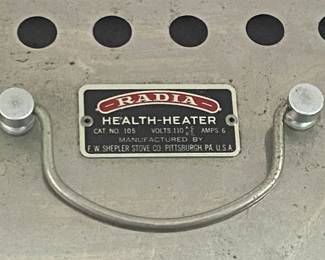 RADIA
HEALTH-HEATER
CAT. NO. 105 VOLTS.110 AMPS. 6
MANUFACTURED BY
F. W. SHEPLER STOVE CO. PITTSBURGH, PA. U.S.A